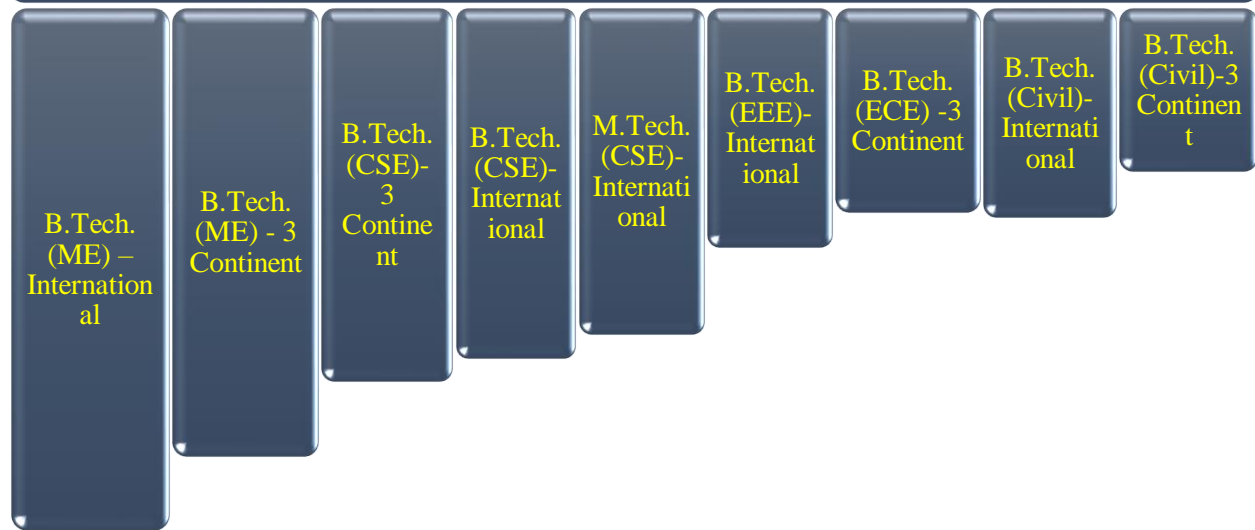 B.Tech.
(ME) –
Internation
al
B.Tech.
(ME) - 3
Continent
B.Tech.
(CSE)-
3
Contine
nt
B.Tech.
(CSE)-
Internat
ional
M.Tech.
(CSE)-
Internati
onal
B.Tech.
(EEE)-
Internat
ional
B.Tech.
(ECE) -3
Continent
B.Tech.
(Civil)-
Internati
onal
B.Tech.
(Civil)-3
Continen
t